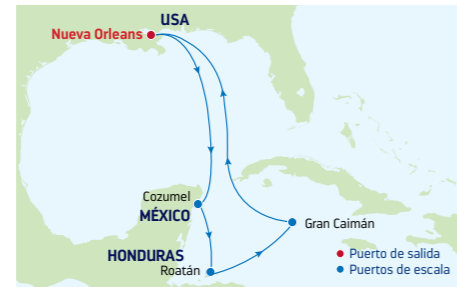 USA
Nueva Orleans
Cozumel
MÉXICO
Gran Caimán
HONDURAS
Roatán
Puerto de salida
Puertos de escala